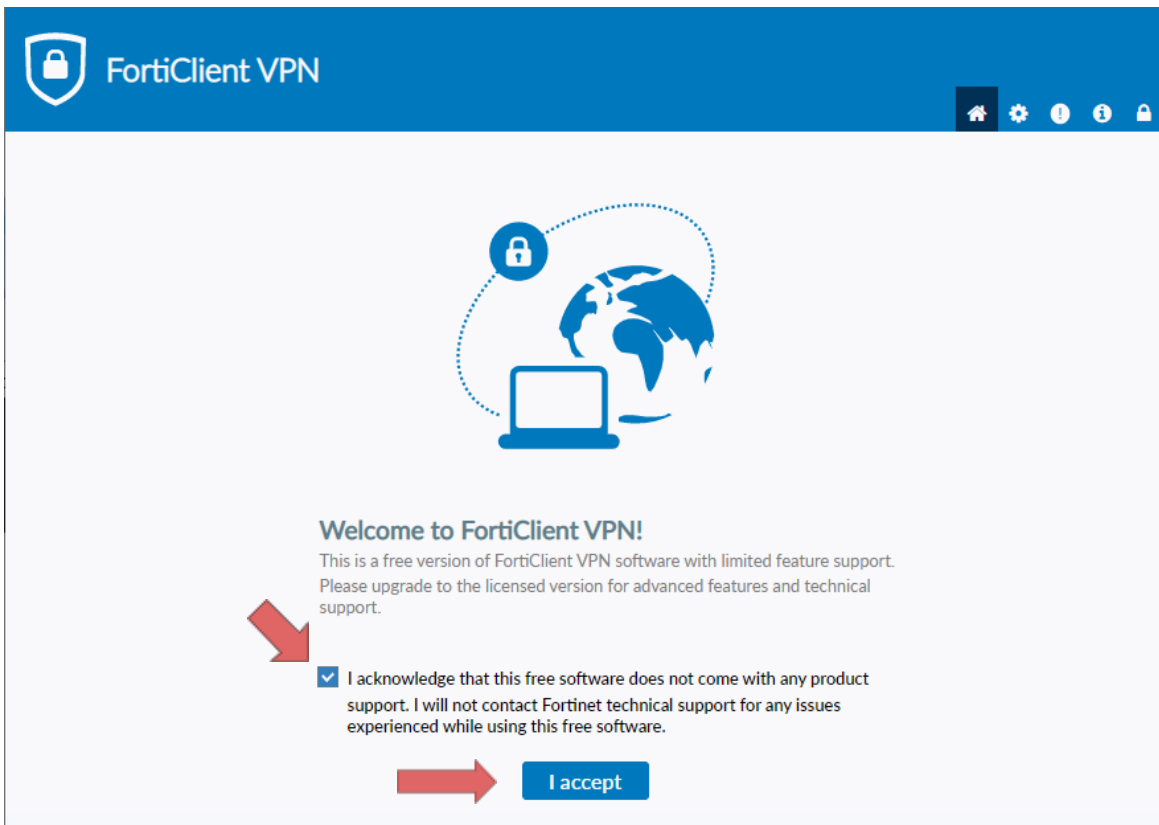 FortiClient VPN
Welcome to FortiClient VPN!
This is a free version of FortiClient VPN software with limited feature support.
Please upgrade to the licensed version for advanced features and technical
support.
I acknowledge that this free software does not come with any product
support. I will not contact Fortinet technical support for any issues
experienced while using this free software.
I accept